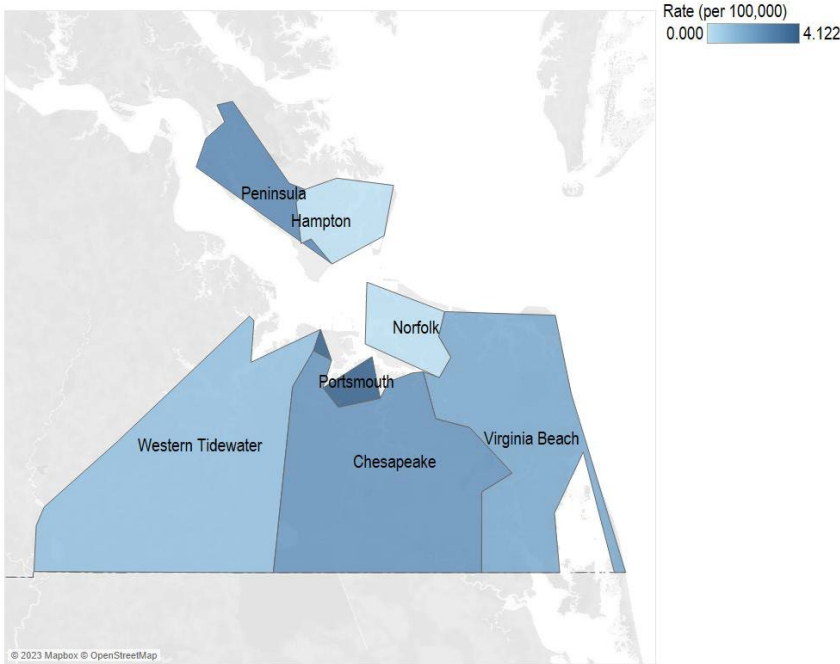 Rate (per 100,000)
0.000 4.122
Peninsula
Hampton
Norfolk
Portsmouth
Virginia Beach
Western Tidewater
Chesapeake
© 2023 Mapbox © OpenStreetMap